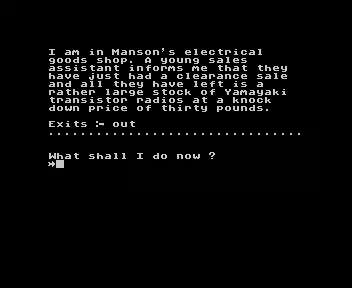 I am in Manson's electrical
goods shop. A young sales
assistant informs me that they
have just had a clearance sale
and all they have left is a
rather large stock of Yamayaki
transistor radios at a knock
down price of thirty pounds.
Exits :- out
................................
What shall I do now ?
»